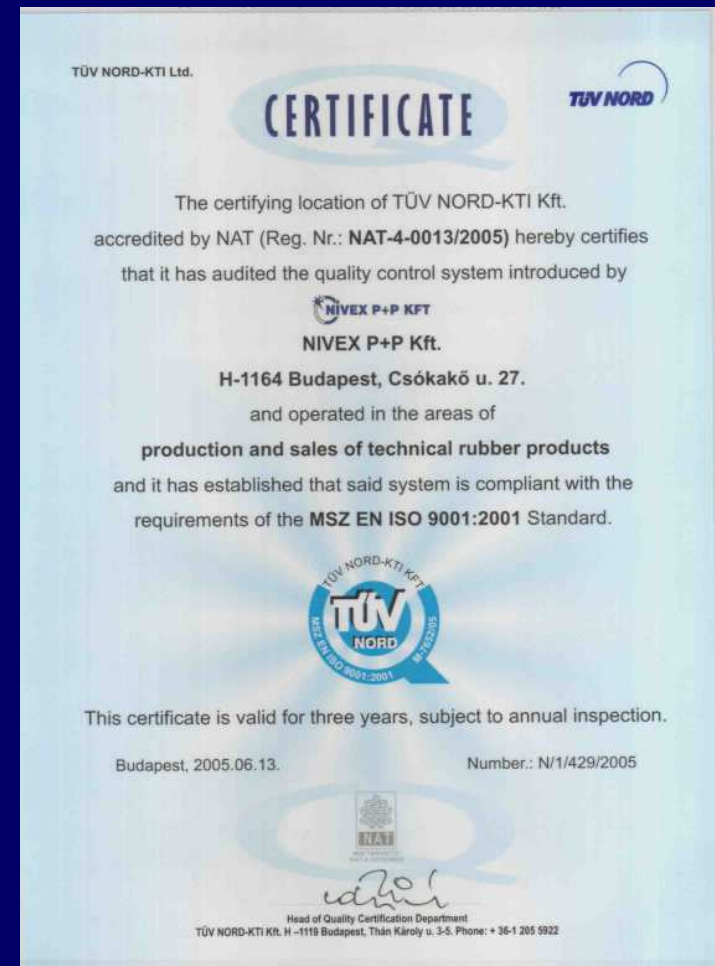 TÜV NORD-KTI Ltd.
CERTIFICATE
TÜV NORD
The certifying location of TÜV NORD-KTI Kft.
accredited by NAT (Reg. Nr.: NAT-4-0013/2005) hereby certifies
that it has audited the quality control system introduced by
NIVEX P+P KFT
NIVEX P+P Kft.
H-1164 Budapest, Csókakő u. 27.
and operated in the areas of
production and sales of technical rubber products
and it has established that said system is compliant with the
requirements of the MSZ EN ISO 9001:2001 Standard.
TÜV NORD-KTI KFT
TÜV
NORD
MSZ EN ISO 9001:2001
M-7652/05
This certificate is valid for three years, subject to annual inspection.
Budapest, 2005.06.13.
Number.: N/1/429/2005
NAT
Head of Quality Certification Department
TÜV NORD-KTI Kft. H –1119 Budapest, Thán Károly u. 3-5. Phone: + 36-1 205 5922